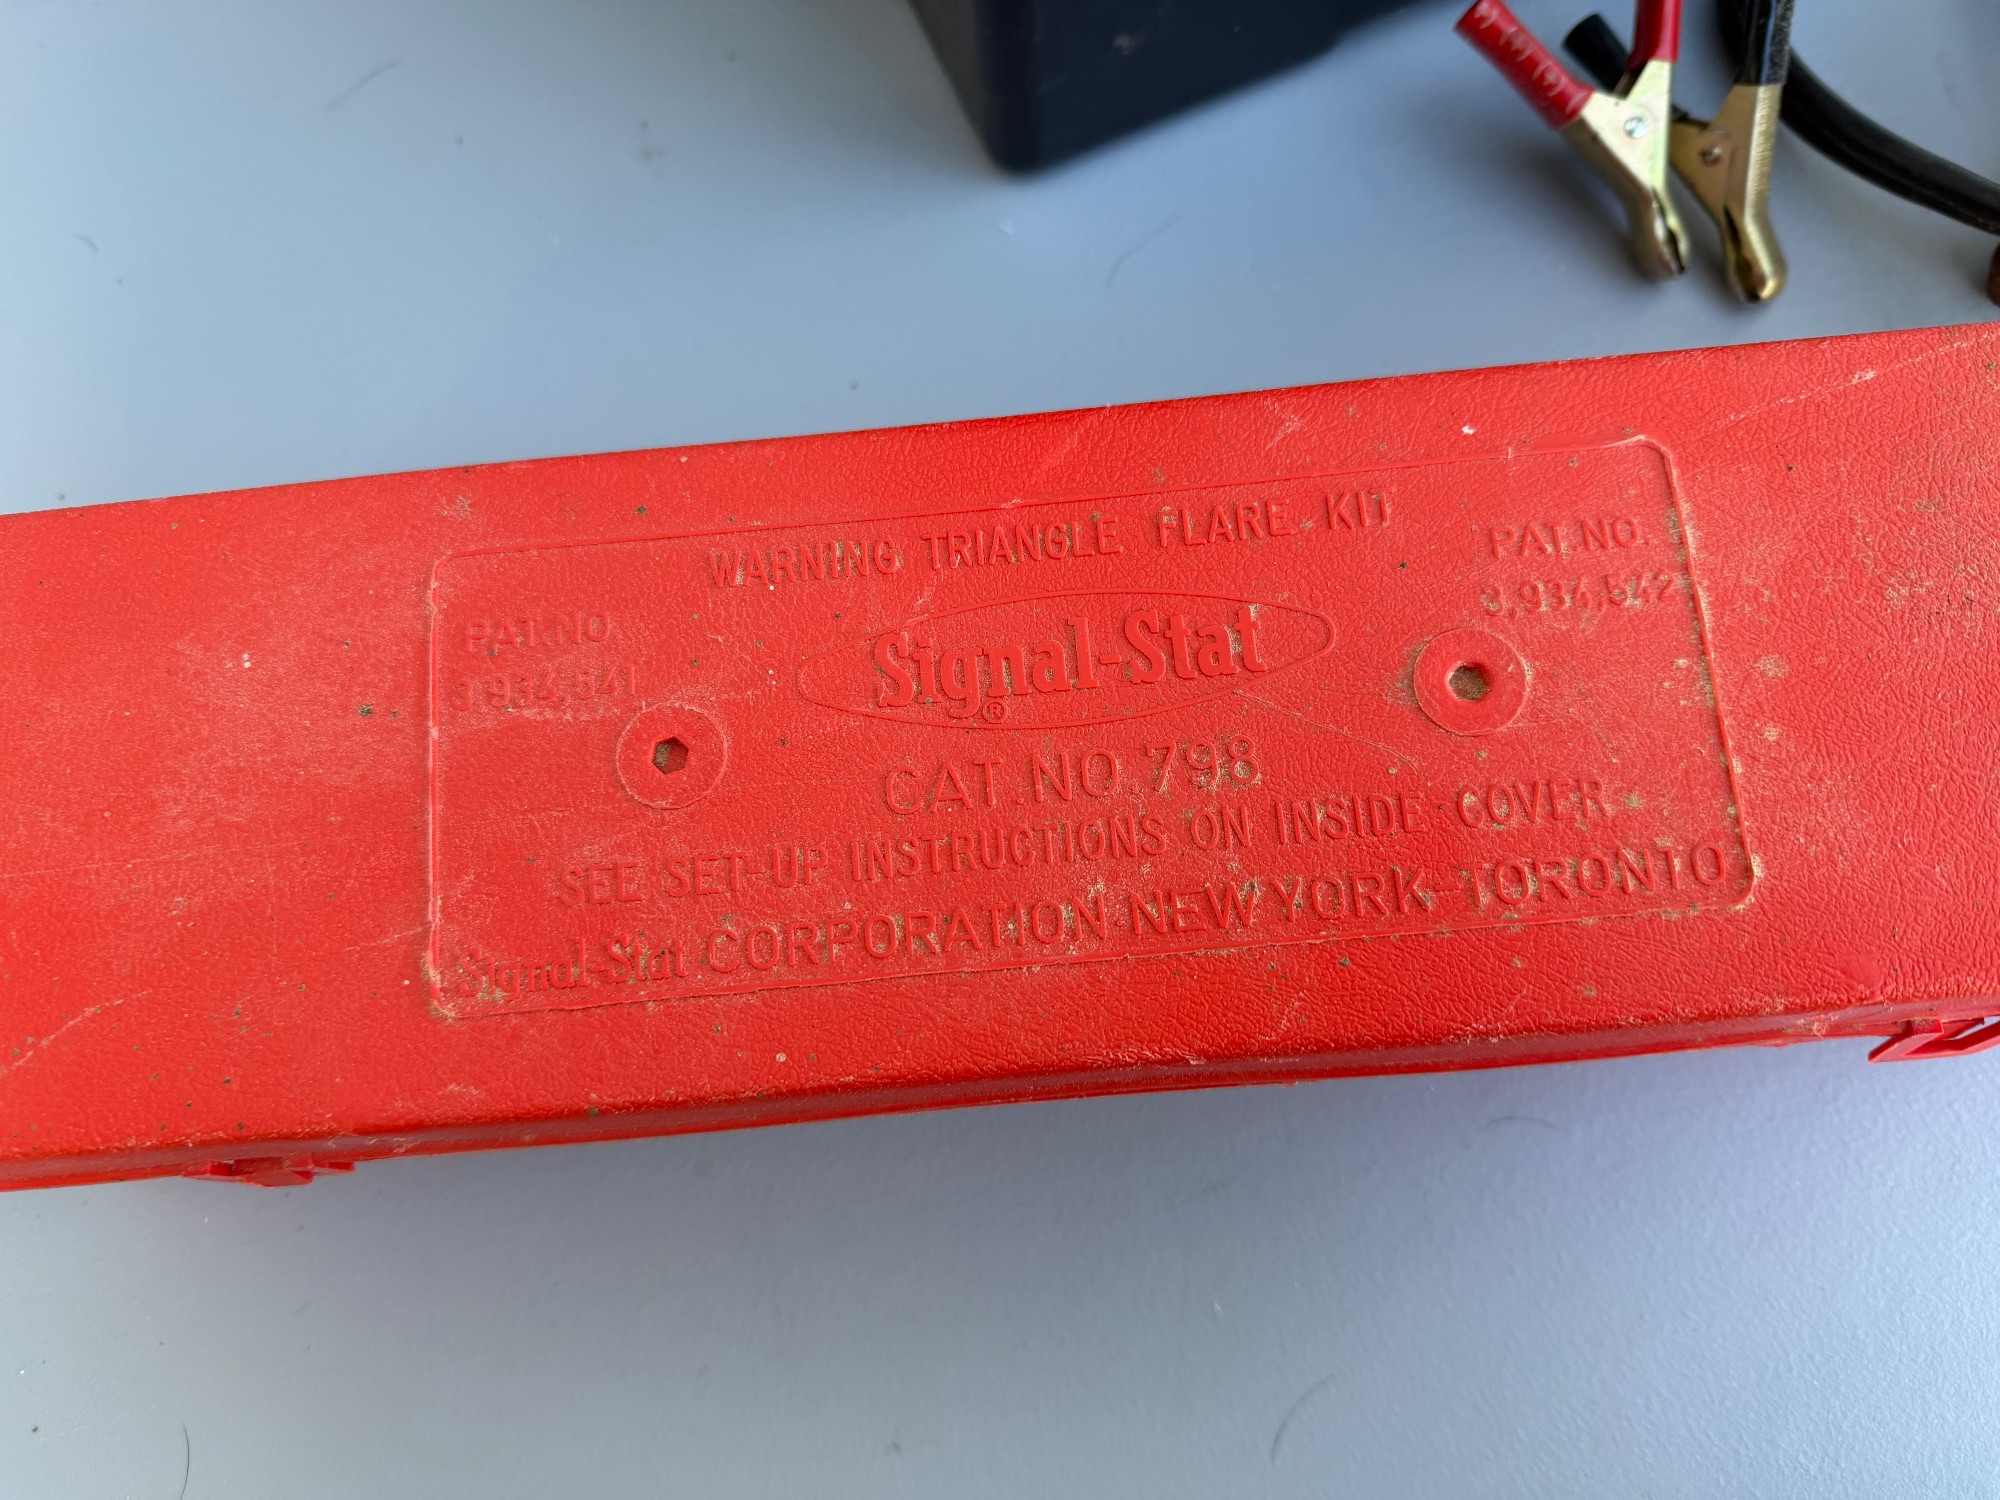 WARNING TRIANGLE FLARE KIT
PAT.NO.
3,934,541
PAT.NO.
3,934,542
Signal-Stat®
CAT.NO.798
SEE SET-UP INSTRUCTIONS ON INSIDE COVER
Signal-Stat CORPORATION-NEW YORK-TORONTO